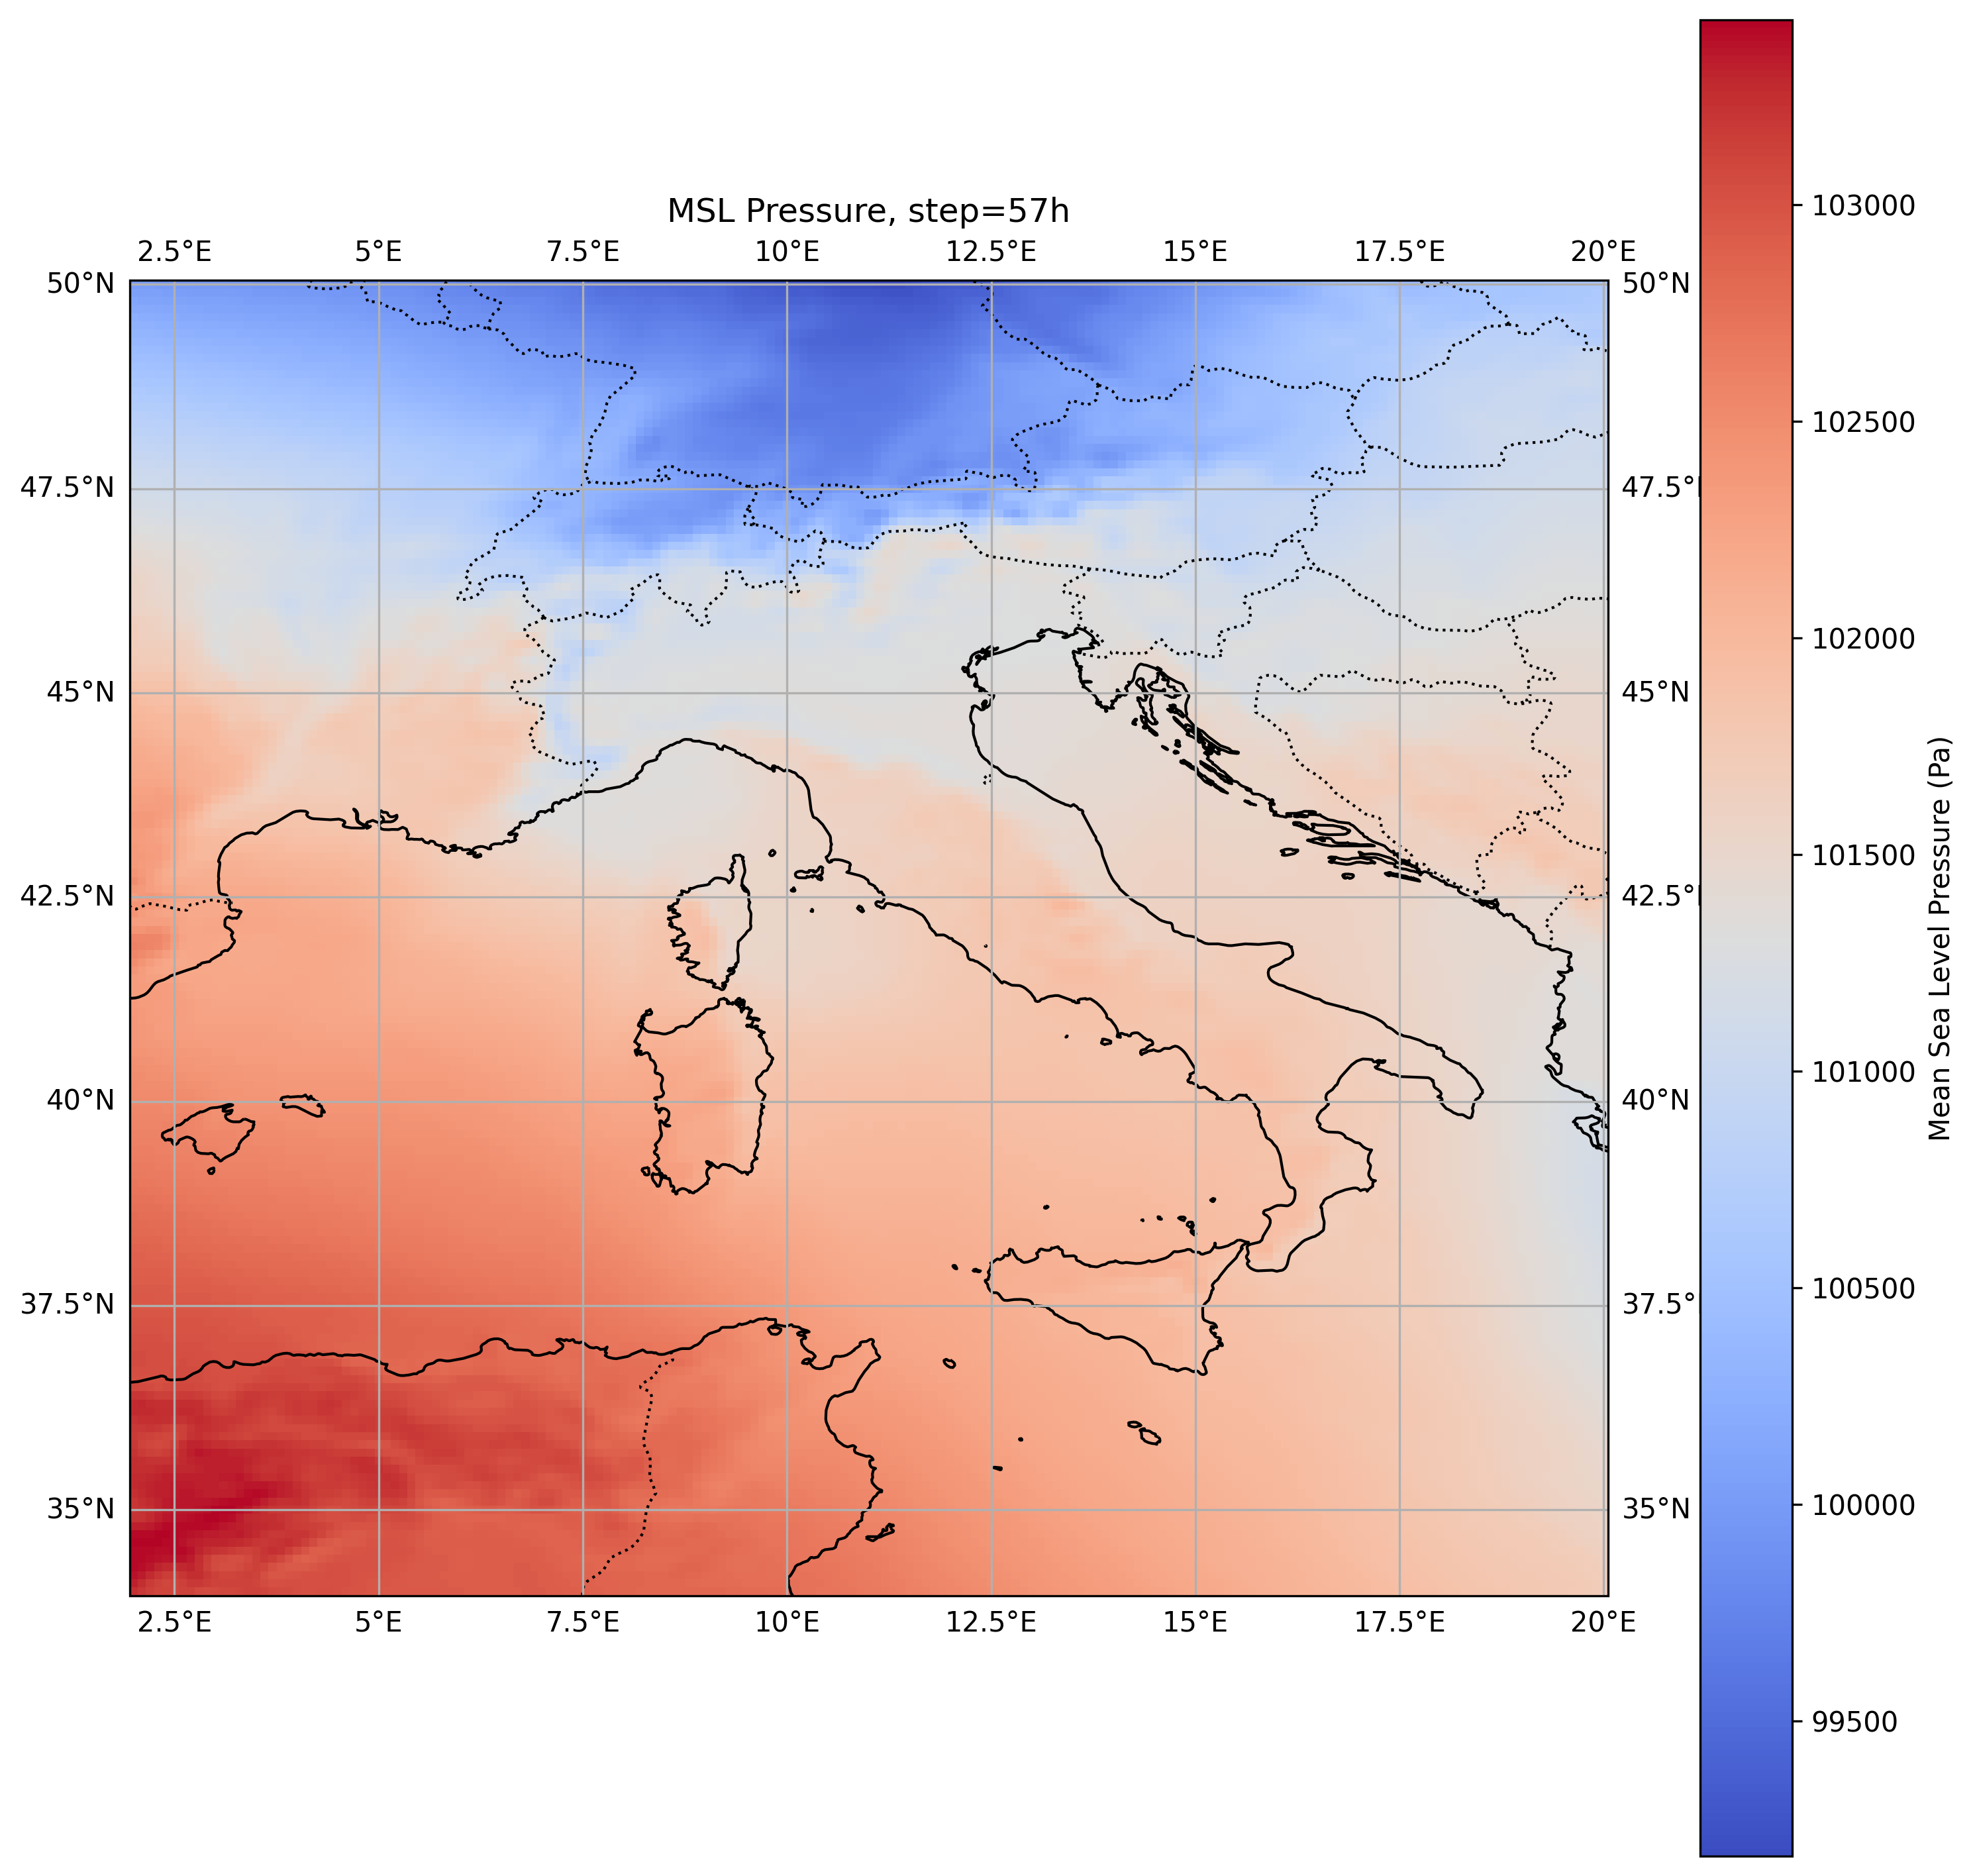 MSL Pressure, step=57h
2.5°E 5°E 7.5°E 10°E 12.5°E 15°E 17.5°E 20°E
50°N 50°N
47.5°N 47.5°
45°N 45°N
42.5°N 42.5°
40°N 40°N
37.5°N 37.5°
35°N 35°N
2.5°E 5°E 7.5°E 10°E 12.5°E 15°E 17.5°E 20°E
103000
102500
102000
101500
101000
100500
100000
99500
Mean Sea Level Pressure (Pa)